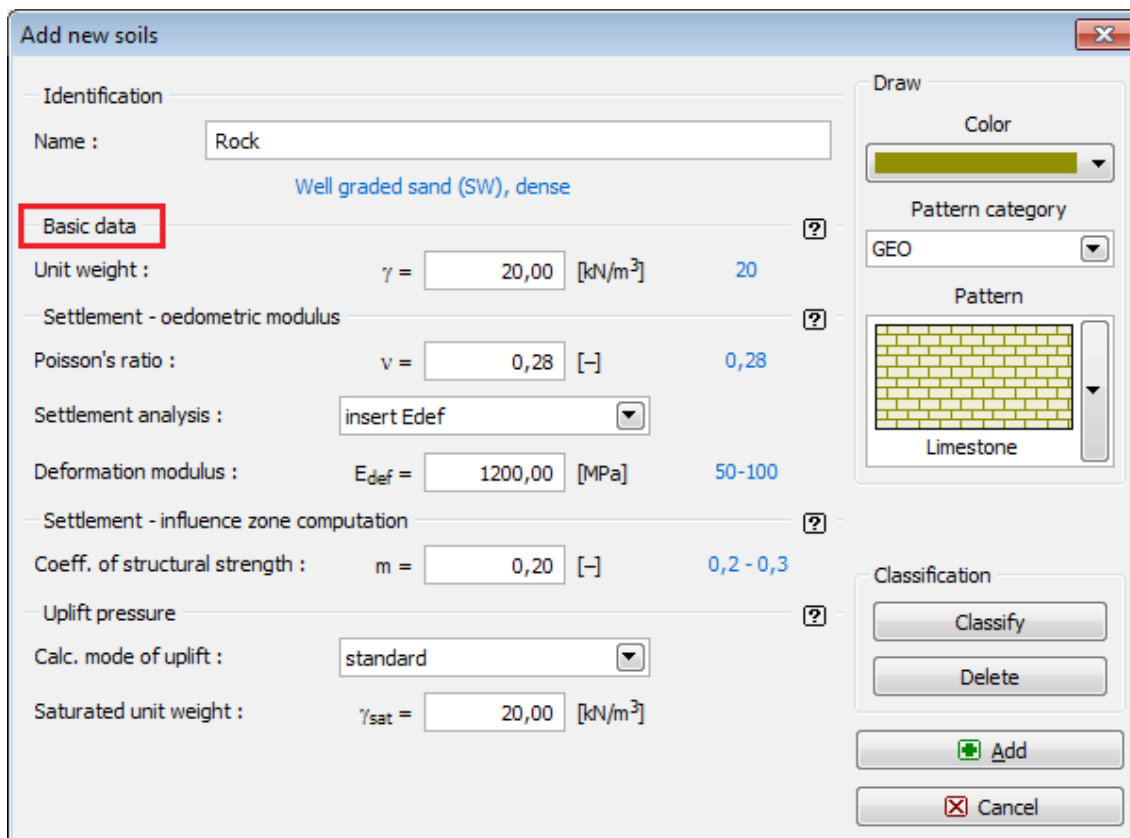 Add new soils
Identification
Name : Rock
Well graded sand (SW), dense
Basic data [?]
Unit weight : γ = 20,00 [kN/m³] 20
Settlement - oedometric modulus [?]
Poisson's ratio : ν = 0,28 [–] 0,28
Settlement analysis : insert Edef
Deformation modulus : Edef = 1200,00 [MPa] 50-100
Settlement - influence zone computation [?]
Coeff. of structural strength : m = 0,20 [–] 0,2 - 0,3
Uplift pressure [?]
Calc. mode of uplift : standard
Saturated unit weight : γsat = 20,00 [kN/m³]
Draw
Color
Pattern category
GEO
Pattern
Limestone
Classification
Classify
Delete
Add
Cancel